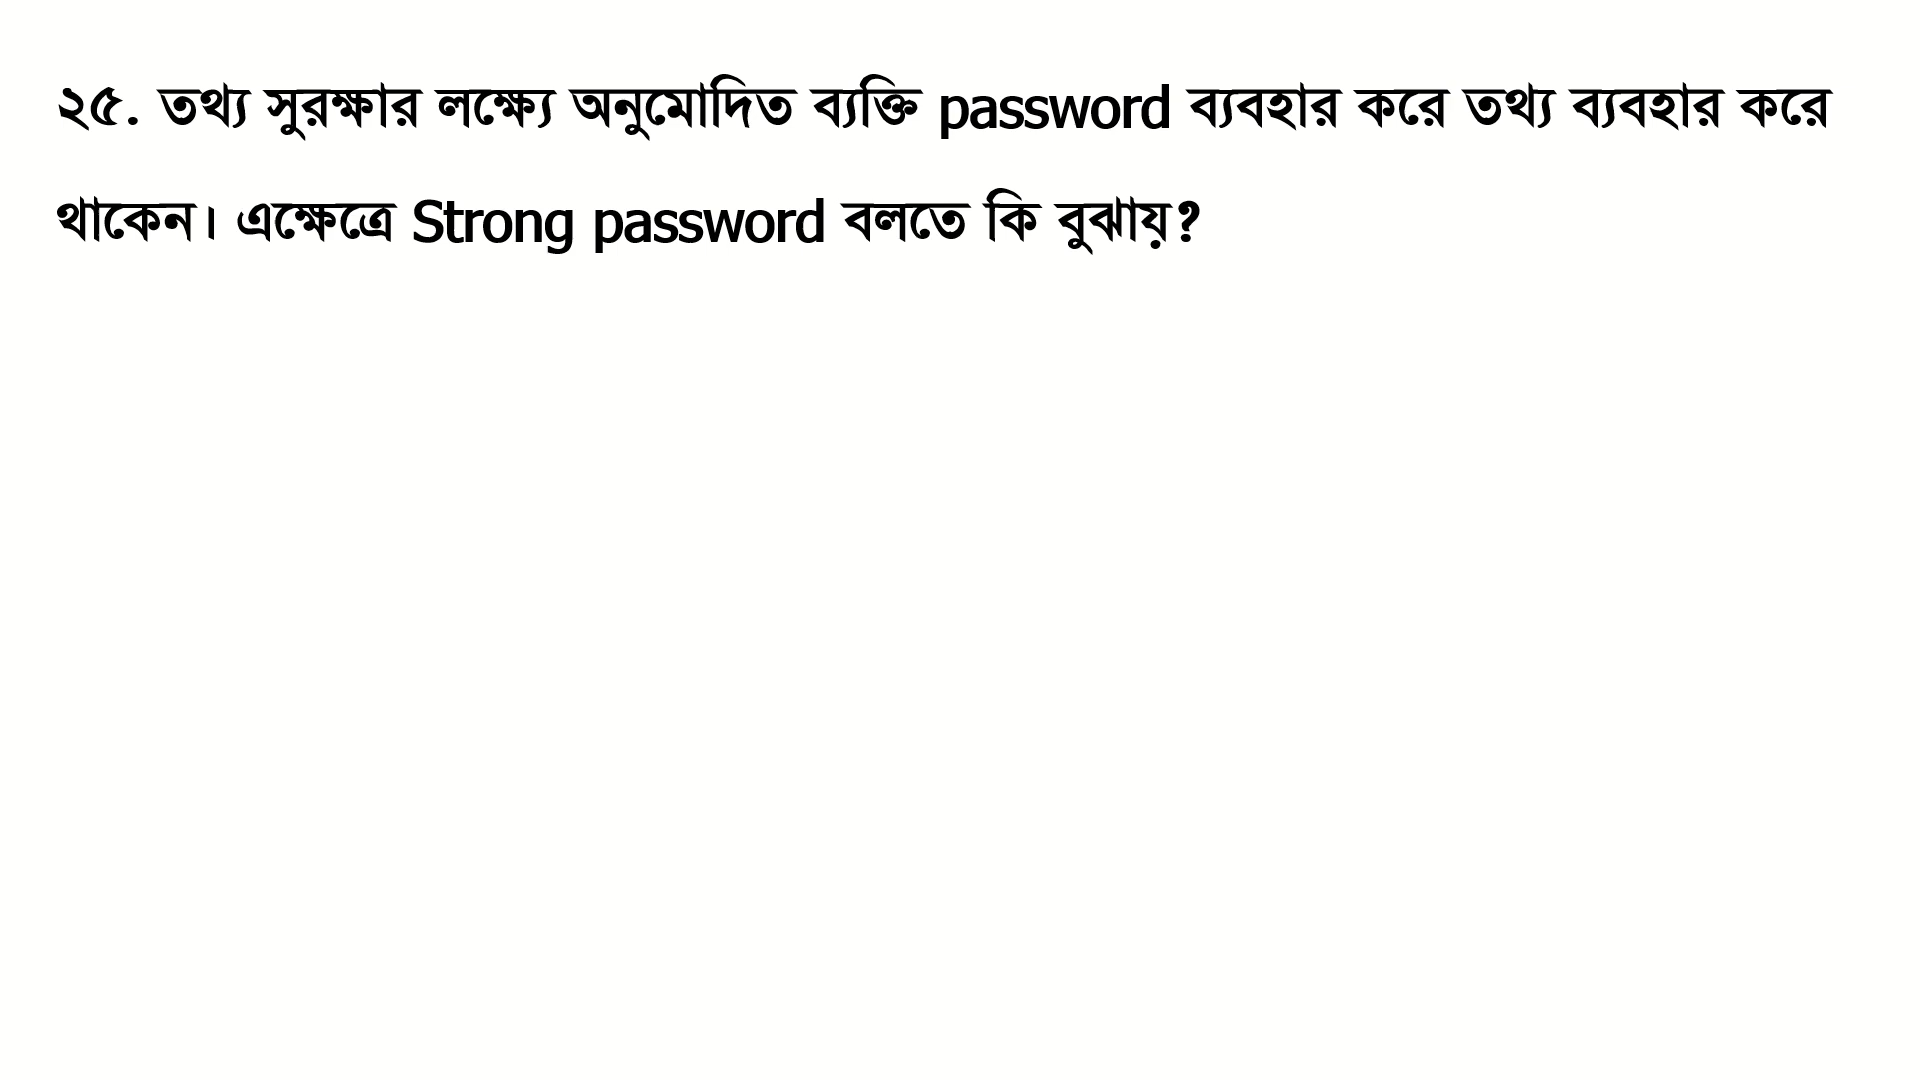 ২৫. তথ্য সুরক্ষার লক্ষ্যে অনুমোদিত ব্যক্তি password ব্যবহার করে তথ্য ব্যবহার করে
থাকেন। এক্ষেত্রে Strong password বলতে কি বুঝায়?